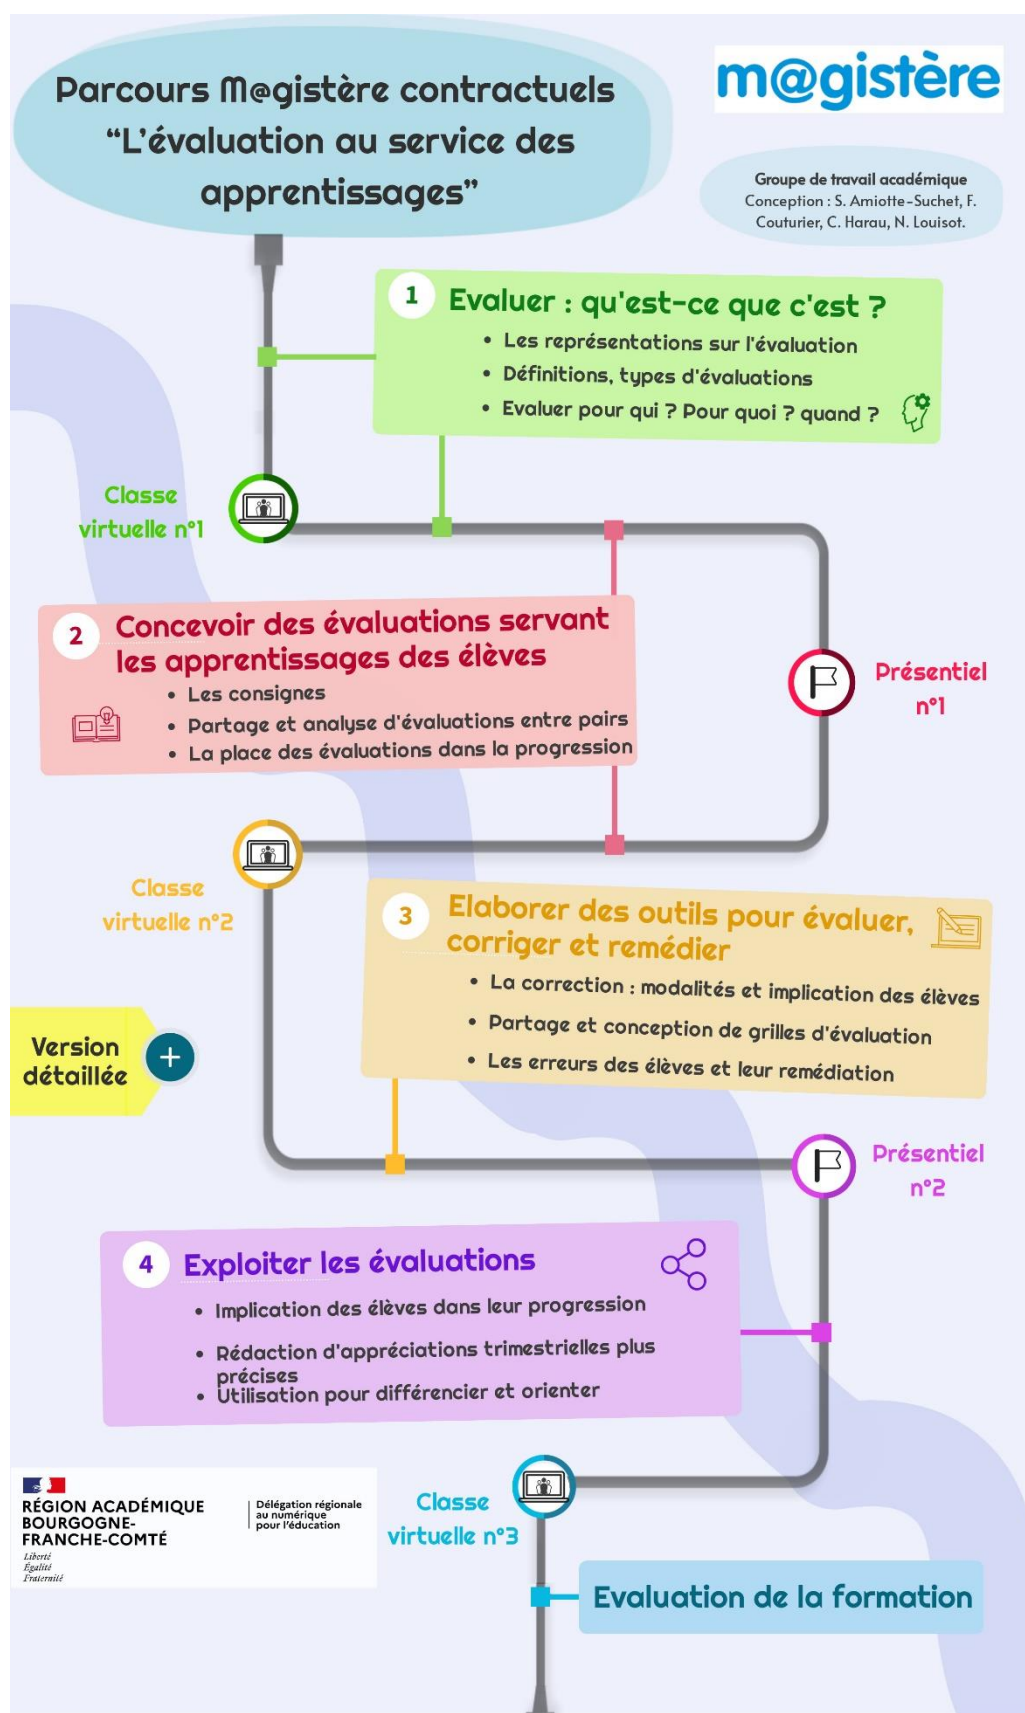 Parcours M@gistère contractuels
“L'évaluation au service des
apprentissages”
m@gistère
Groupe de travail académique
Conception : S. Amiotte-Suchet, F.
Couturier, C. Harau, N. Louisot.
1
Evaluer : qu'est-ce que c'est ?
• Les représentations sur l'évaluation
• Définitions, types d'évaluations
• Evaluer pour qui ? Pour quoi ? quand ?
Classe
virtuelle n°1
2
Concevoir des évaluations servant
les apprentissages des élèves
• Les consignes
• Partage et analyse d'évaluations entre pairs
• La place des évaluations dans la progression
Présentiel
n°1
Classe
virtuelle n°2
3
Elaborer des outils pour évaluer,
corriger et remédier
• La correction : modalités et implication des élèves
• Partage et conception de grilles d'évaluation
• Les erreurs des élèves et leur remédiation
Version
détaillée
+
Présentiel
n°2
4
Exploiter les évaluations
• Implication des élèves dans leur progression
• Rédaction d'appréciations trimestrielles plus
précises
• Utilisation pour différencier et orienter
RÉGION ACADÉMIQUE
BOURGOGNE-
FRANCHE-COMTÉ
Liberté
Égalité
Fraternité
Délégation régionale
au numérique
pour l'éducation
Classe
virtuelle n°3
Evaluation de la formation